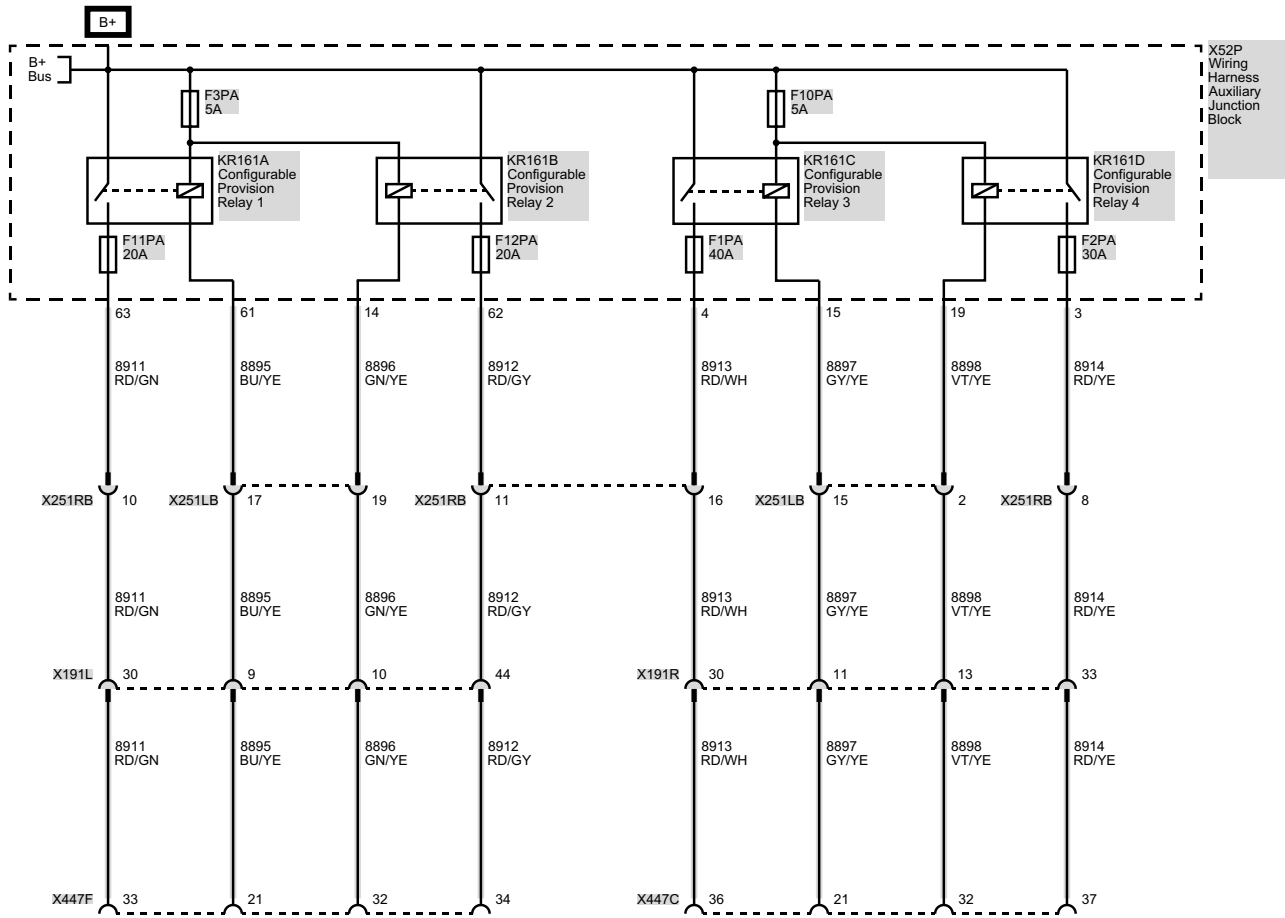 B+
B+
Bus
X52P
Wiring
Harness
Auxiliary
Junction
Block
F3PA
5A
F10PA
5A
KR161A
Configurable
Provision
Relay 1
KR161B
Configurable
Provision
Relay 2
KR161C
Configurable
Provision
Relay 3
KR161D
Configurable
Provision
Relay 4
F11PA
20A
F12PA
20A
F1PA
40A
F2PA
30A
63 61 14 62 4 15 19 3
8911 8895 8896 8912 8913 8897 8898 8914
RD/GN BU/YE GN/YE RD/GY RD/WH GY/YE VT/YE RD/YE
X251RB 10 X251LB 17 19 X251RB 11 16 X251LB 15 2 X251RB 8
8911 8895 8896 8912 8913 8897 8898 8914
RD/GN BU/YE GN/YE RD/GY RD/WH GY/YE VT/YE RD/YE
X191L 30 9 10 44 X191R 30 11 13 33
8911 8895 8896 8912 8913 8897 8898 8914
RD/GN BU/YE GN/YE RD/GY RD/WH GY/YE VT/YE RD/YE
X447F 33 21 32 34 X447C 36 21 32 37